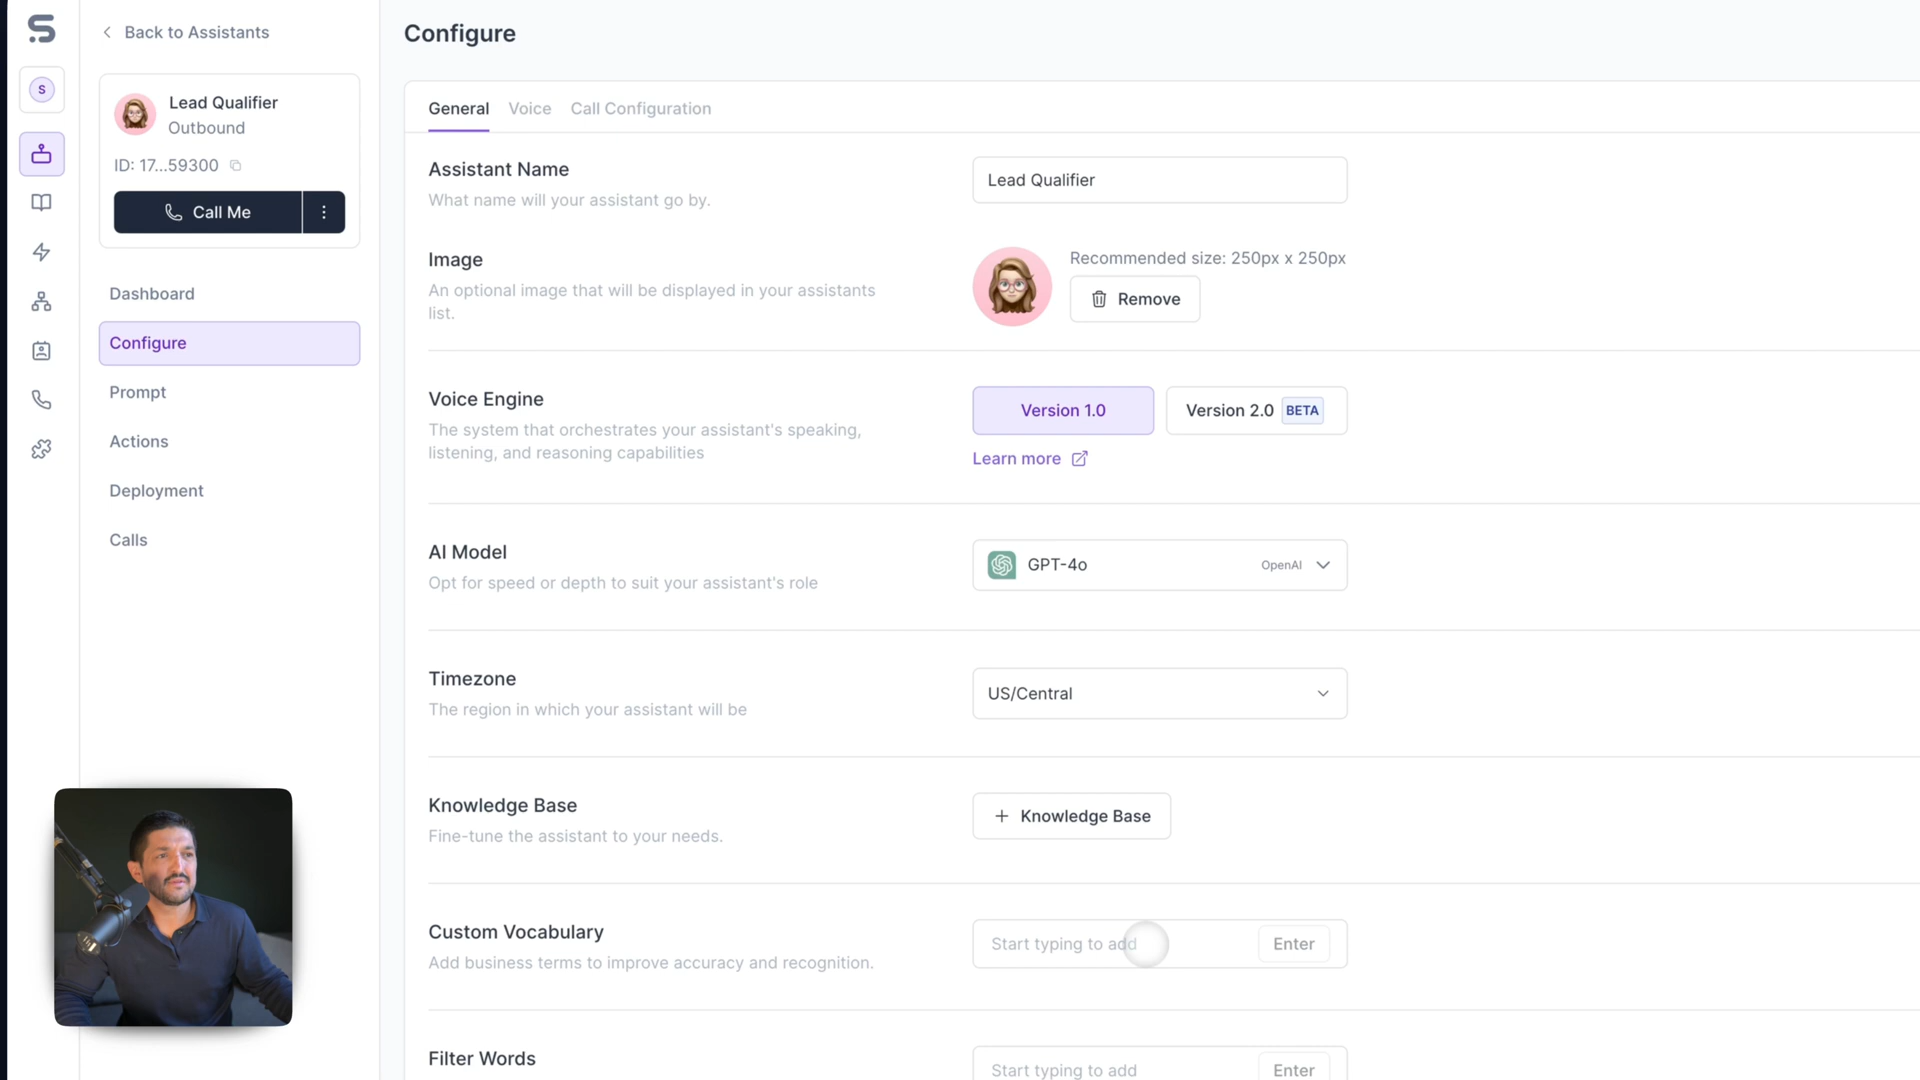 Back to Assistants
S
Lead Qualifier
Outbound
ID: 17...59300
Call Me
Dashboard
Configure
Prompt
Actions
Deployment
Calls
Configure
General Voice Call Configuration
Assistant Name
What name will your assistant go by.
Lead Qualifier
Image
An optional image that will be displayed in your assistants
list.
Recommended size: 250px x 250px
Remove
Voice Engine
The system that orchestrates your assistant's speaking,
listening, and reasoning capabilities
Version 1.0
Version 2.0 BETA
Learn more
AI Model
Opt for speed or depth to suit your assistant's role
GPT-4o OpenAI
Timezone
The region in which your assistant will be
US/Central
Knowledge Base
Fine-tune the assistant to your needs.
+ Knowledge Base
Custom Vocabulary
Add business terms to improve accuracy and recognition.
Start typing to add Enter
Filter Words
Start typing to add Enter